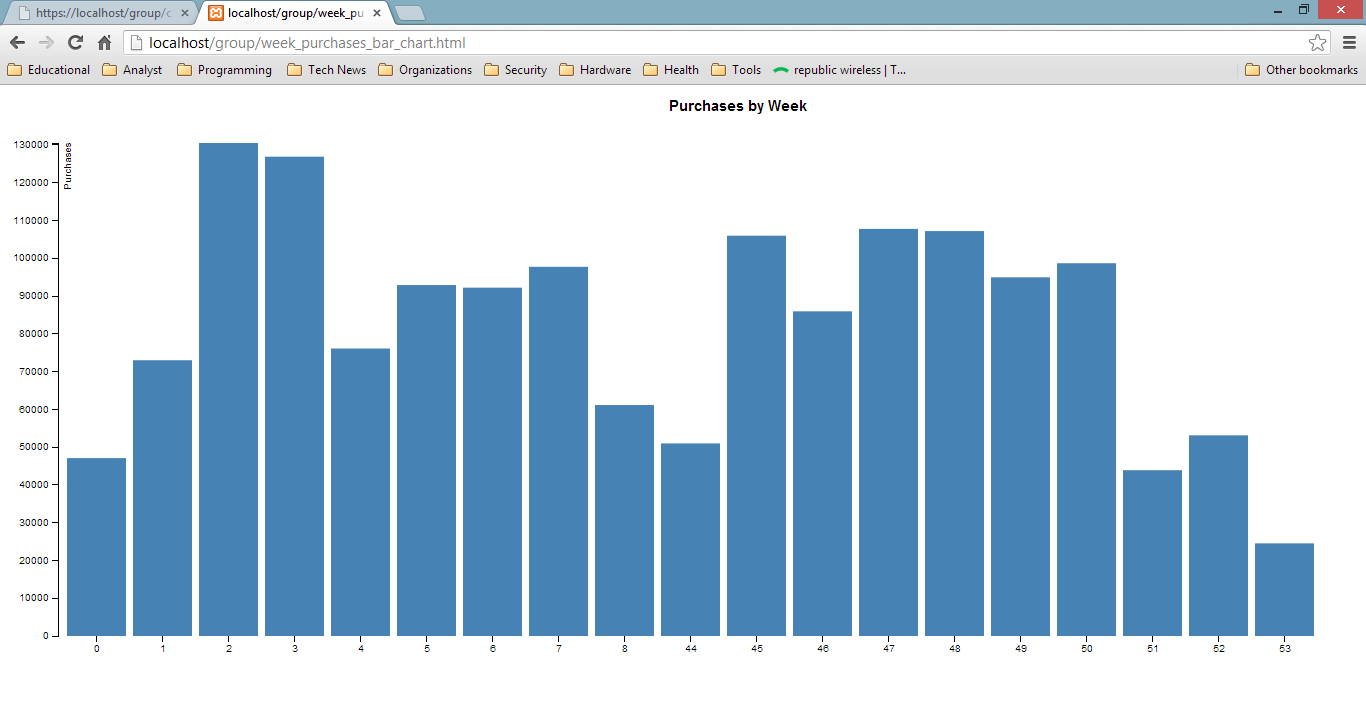 https://localhost/group/c
localhost/group/week_pu
localhost/group/week_purchases_bar_chart.html
Educational Analyst Programming Tech News Organizations Security Hardware Health Tools republic wireless | T... Other bookmarks
Purchases by Week
Purchases
130000
120000
110000
100000
90000
80000
70000
60000
50000
40000
30000
20000
10000
0
0 1 2 3 4 5 6 7 8 44 45 46 47 48 49 50 51 52 53